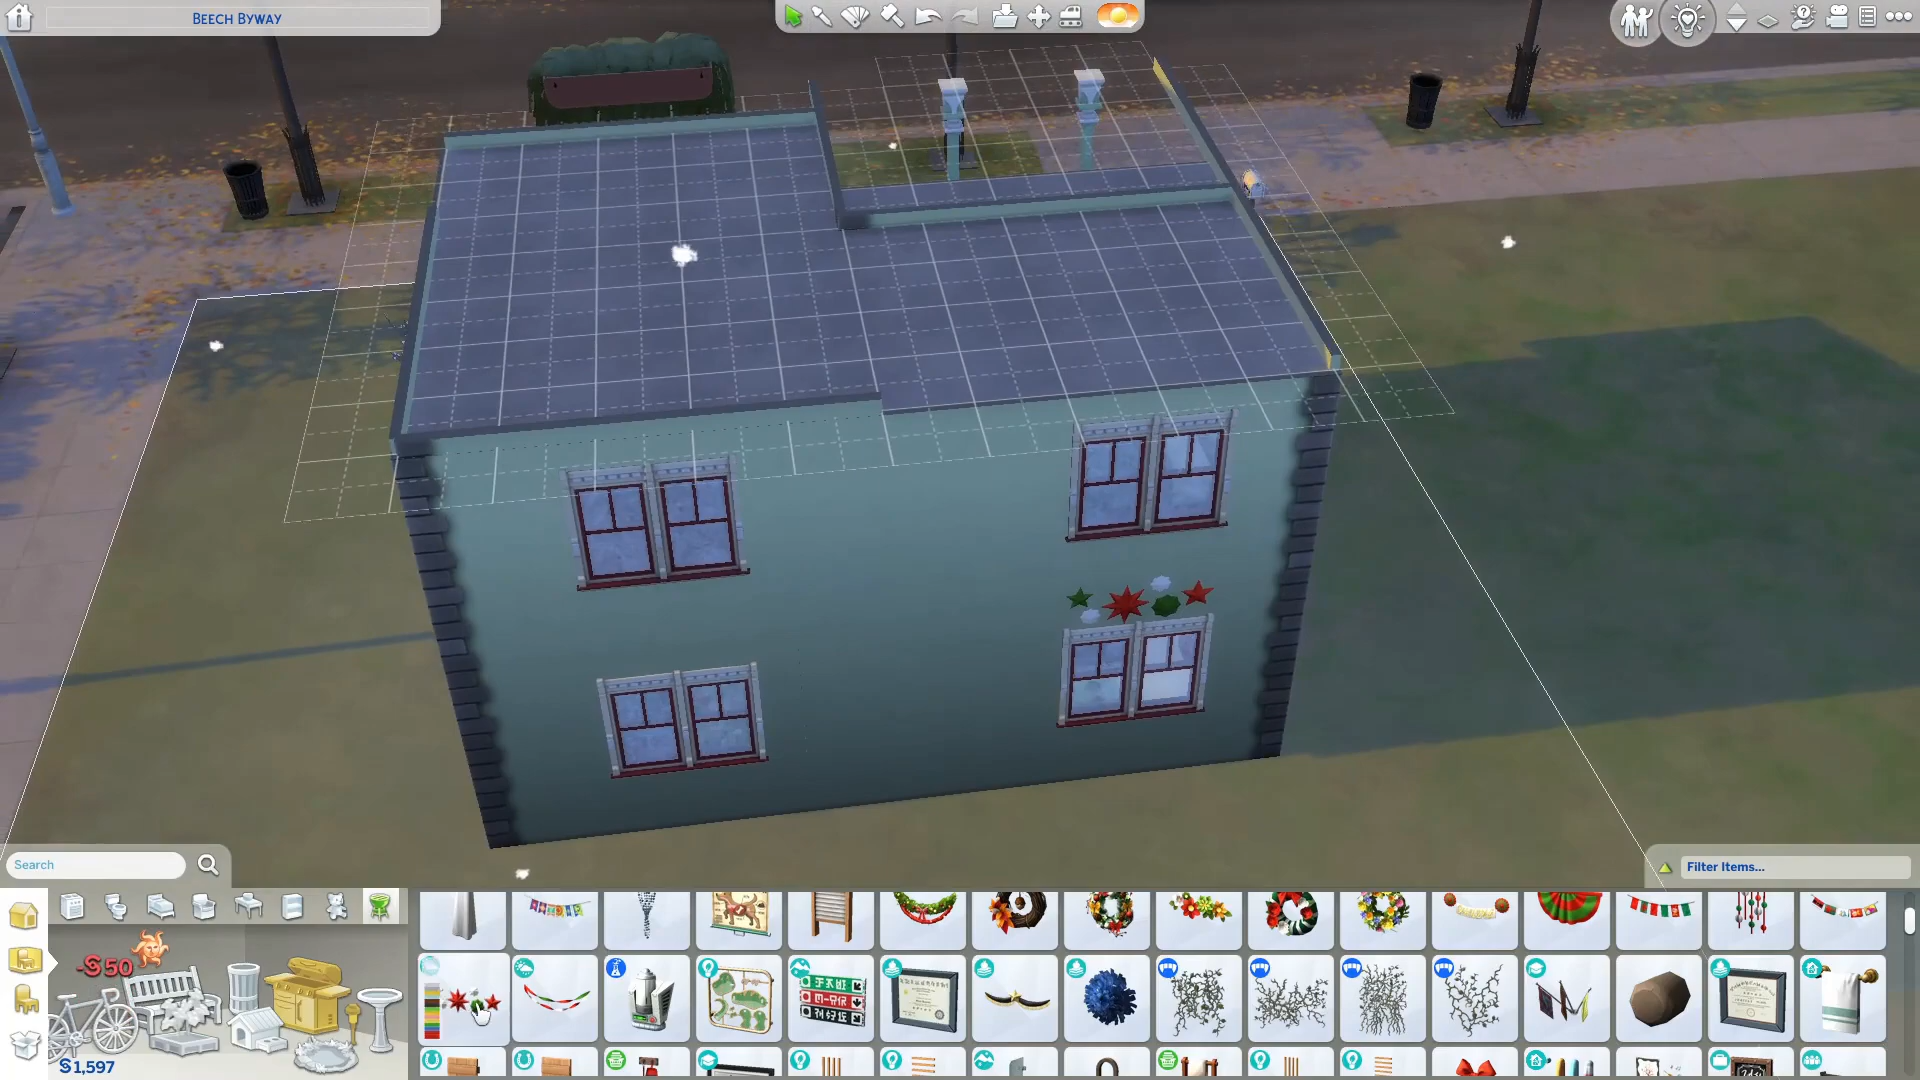 BEECH BYWAY
Search
Filter Items...
-§50
§1,597